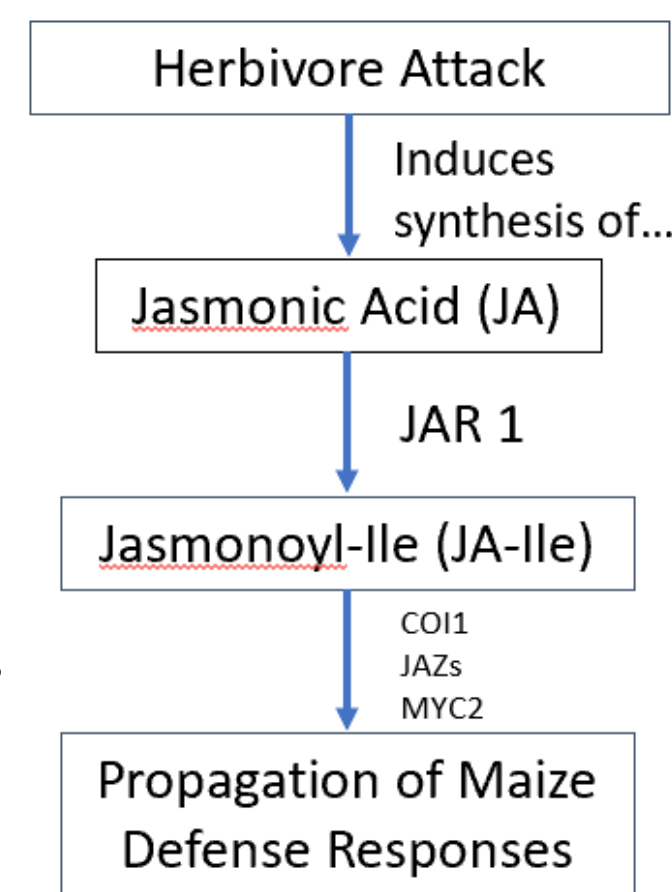 Herbivore Attack
Induces
synthesis of...
Jasmonic Acid (JA)
JAR 1
Jasmonoyl-Ile (JA-Ile)
COI1
JAZs
MYC2
Propagation of Maize
Defense Responses